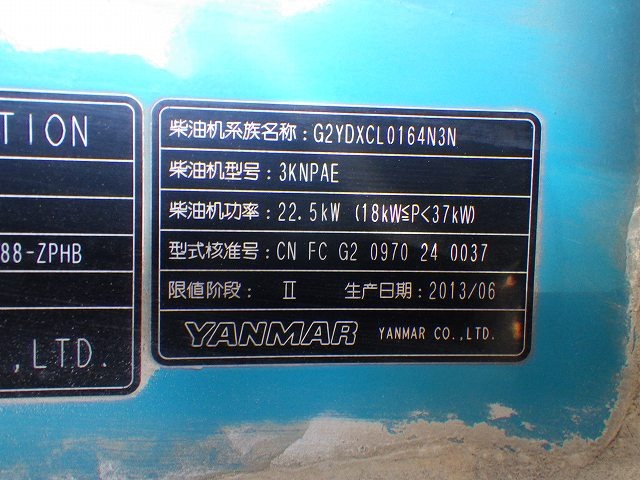 TION
88-ZPHB
,LTD.
柴油机系族名称：G2YDXCL0164N3N
柴油机型号：3KNPAE
柴油机功率：22.5kW (18kW≦P<37kW)
型式核准号：CN FC G2 0970 24 0037
限值阶段： II 生产日期：2013/06
YANMAR YANMAR CO.,LTD.